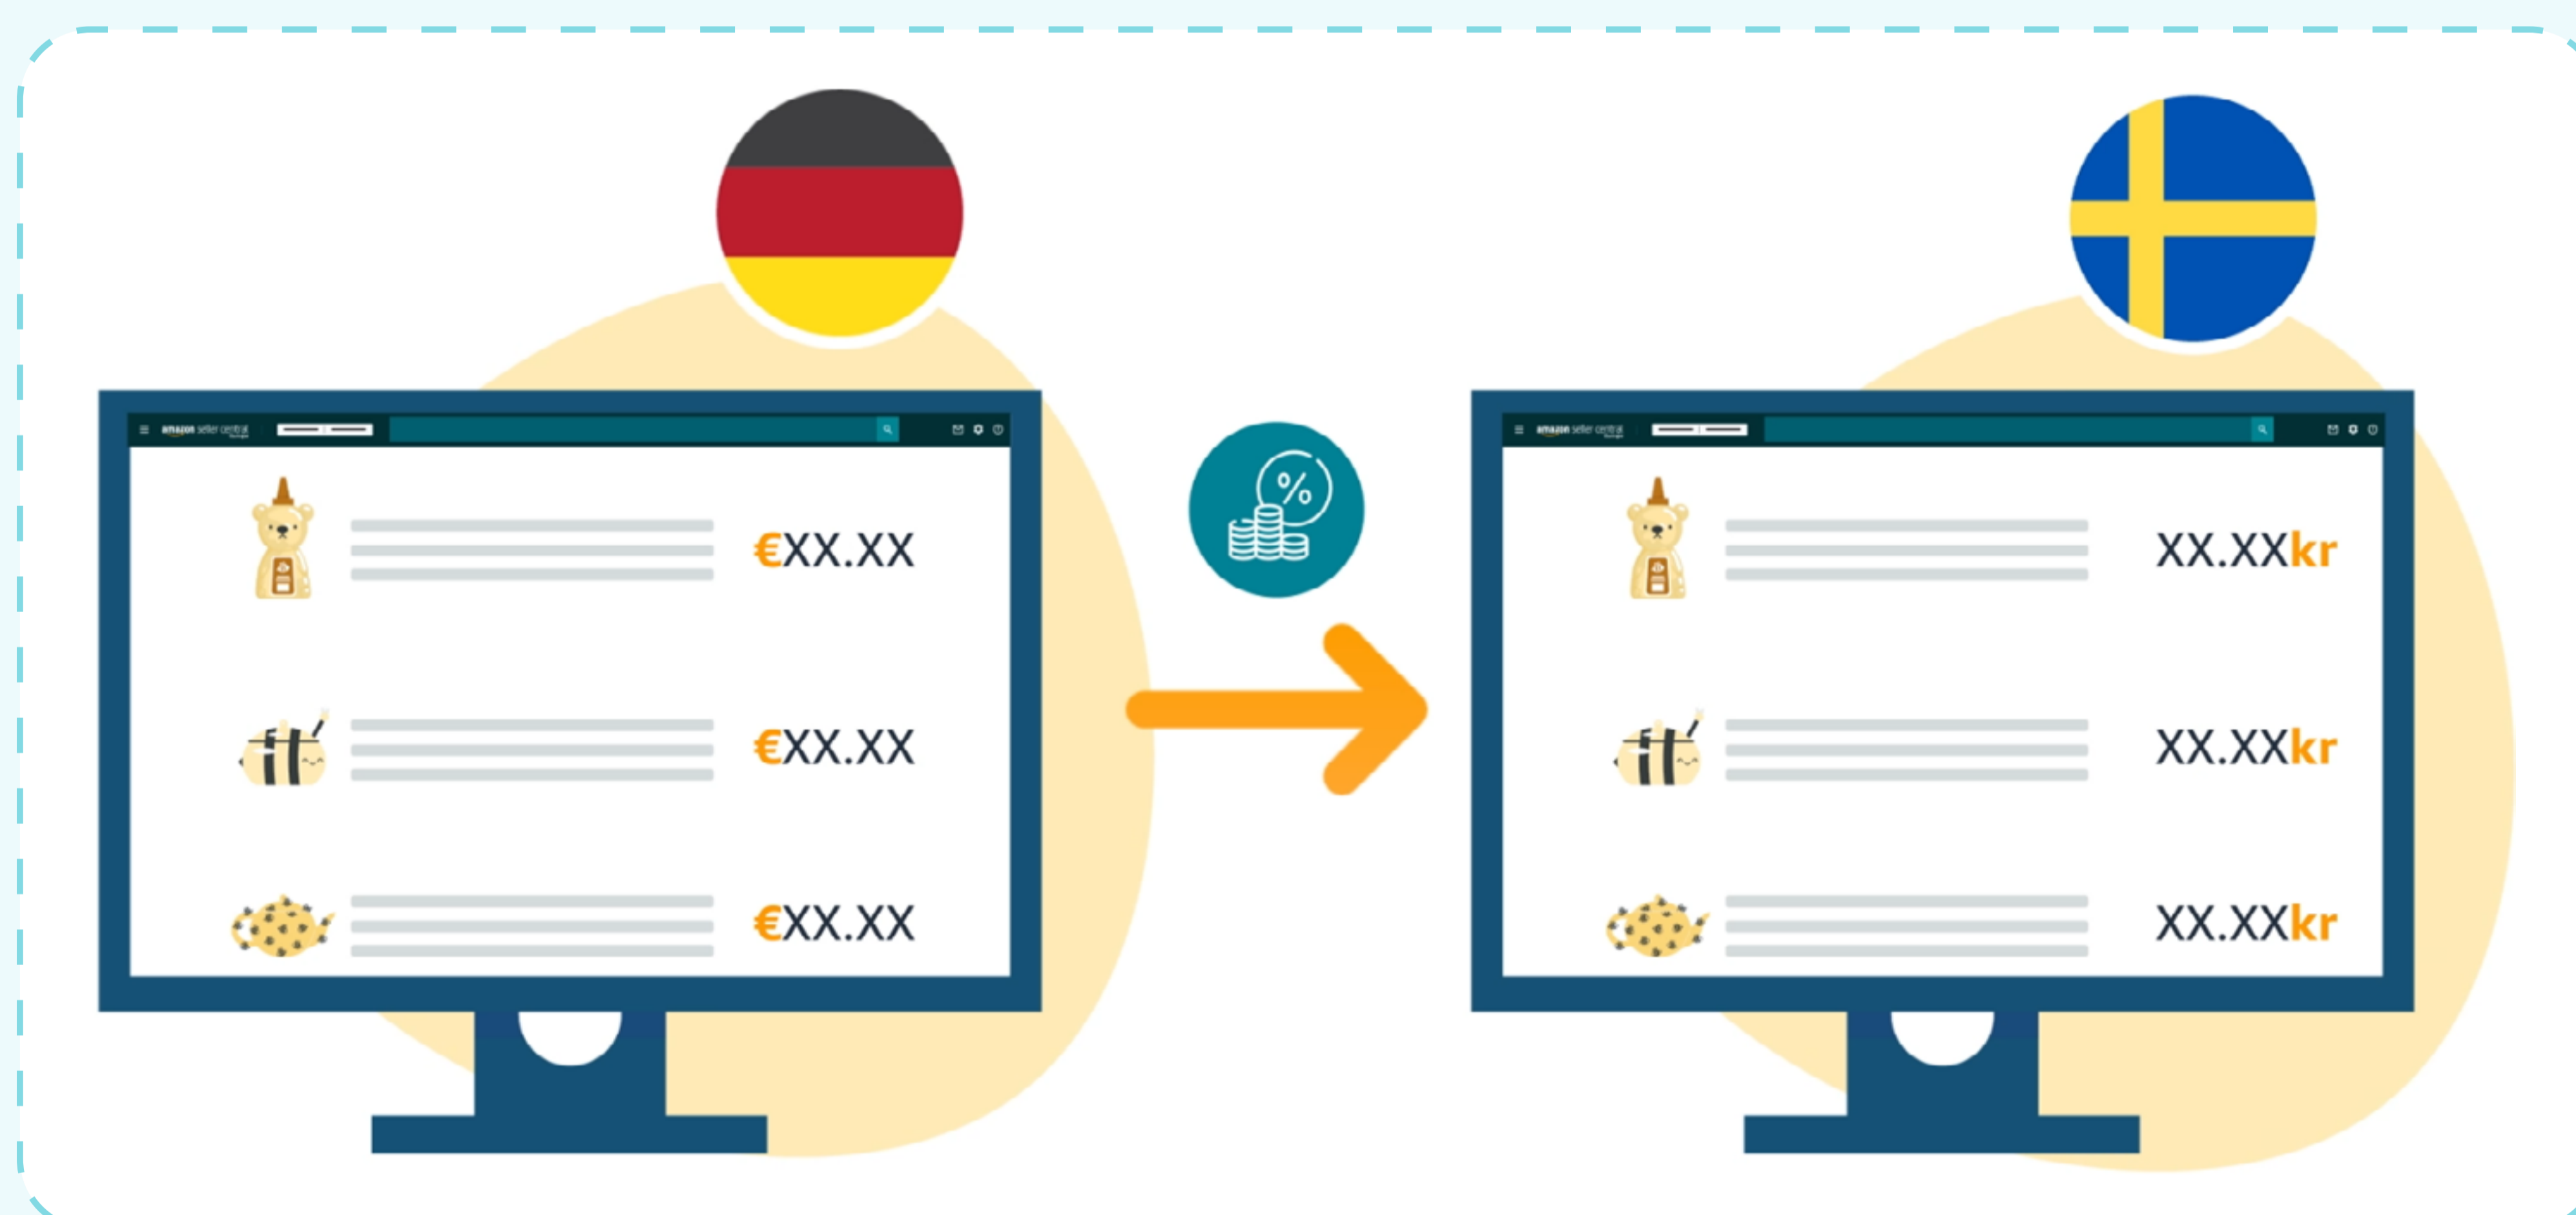 amazon seller central
€XX.XX
€XX.XX
€XX.XX
%
amazon seller central
XX.XXkr
XX.XXkr
XX.XXkr